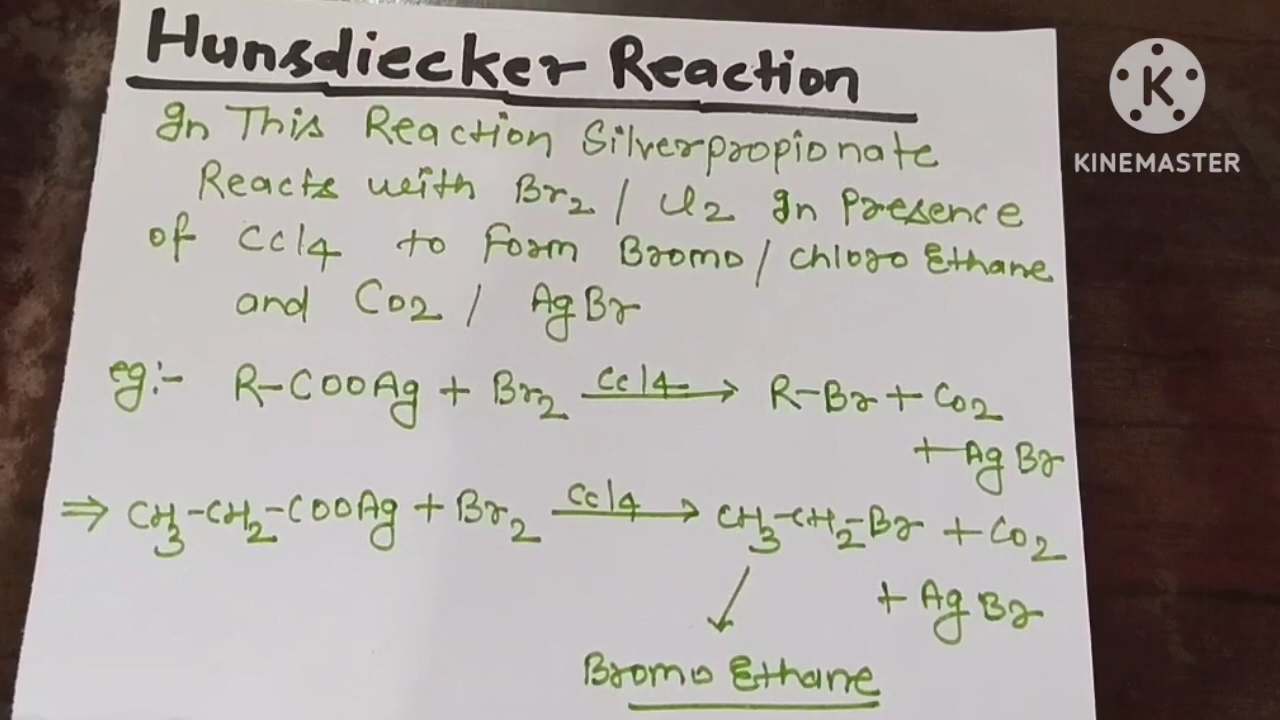 Hunsdiecker Reaction
In This Reaction Silverpropionate
Reacts with Br2 / Cl2 In Presence
of CCl4 to Form Bromo / chloro Ethane
and CO2 / AgBr
eg:- R-COOAg + Br2 CCl4→ R-Br + CO2
+ AgBr
⇒ CH3-CH2-COOAg + Br2 CCl4→ CH3-CH2-Br + CO2
+ AgBr
Bromo Ethane
K
KINEMASTER